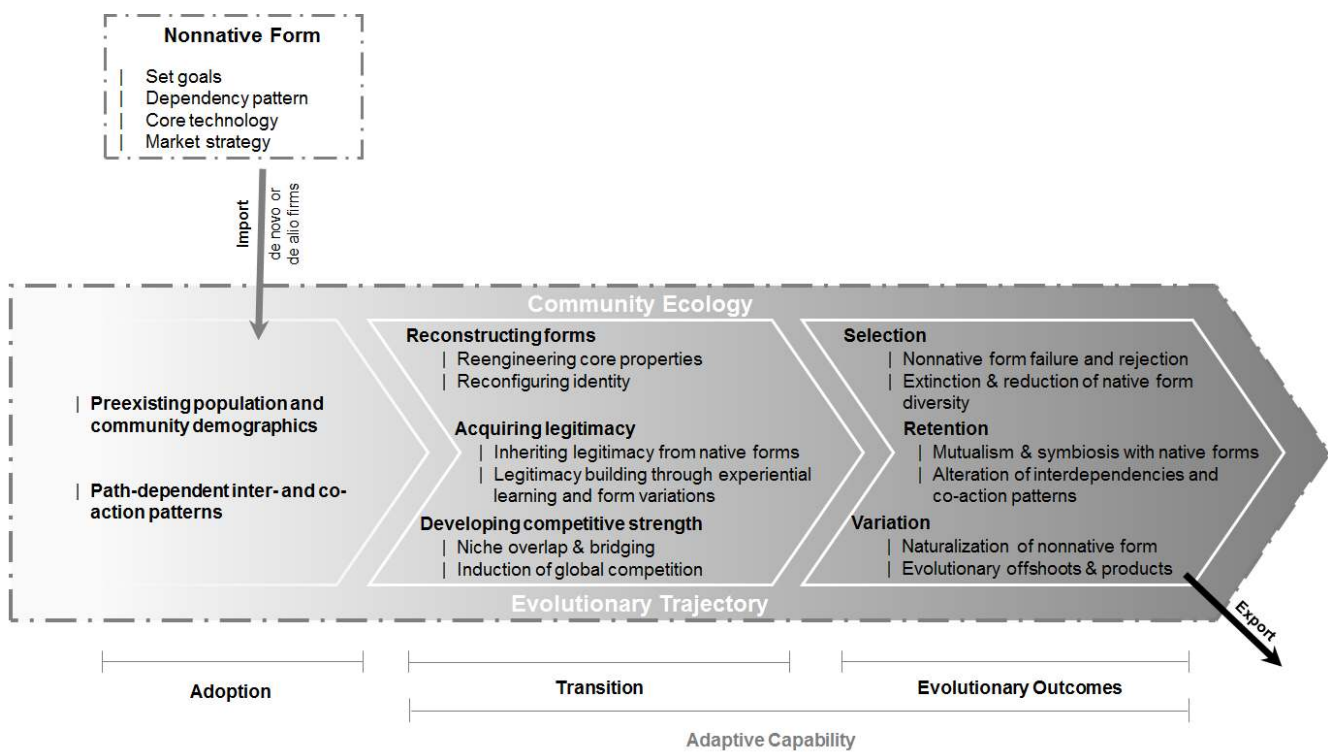 Nonnative Form
| Set goals
| Dependency pattern
| Core technology
| Market strategy
Import
de novo or
de alio firms
Community Ecology
| Preexisting population and
community demographics
| Path-dependent inter- and co-
action patterns
Reconstructing forms
| Reengineering core properties
| Reconfiguring identity
Acquiring legitimacy
| Inheriting legitimacy from native forms
| Legitimacy building through experiential
learning and form variations
Developing competitive strength
| Niche overlap & bridging
| Induction of global competition
Selection
| Nonnative form failure and rejection
| Extinction & reduction of native form
diversity
Retention
| Mutualism & symbiosis with native forms
| Alteration of interdependencies and
co-action patterns
Variation
| Naturalization of nonnative form
| Evolutionary offshoots & products
Evolutionary Trajectory
Export
Adoption
Transition
Evolutionary Outcomes
Adaptive Capability